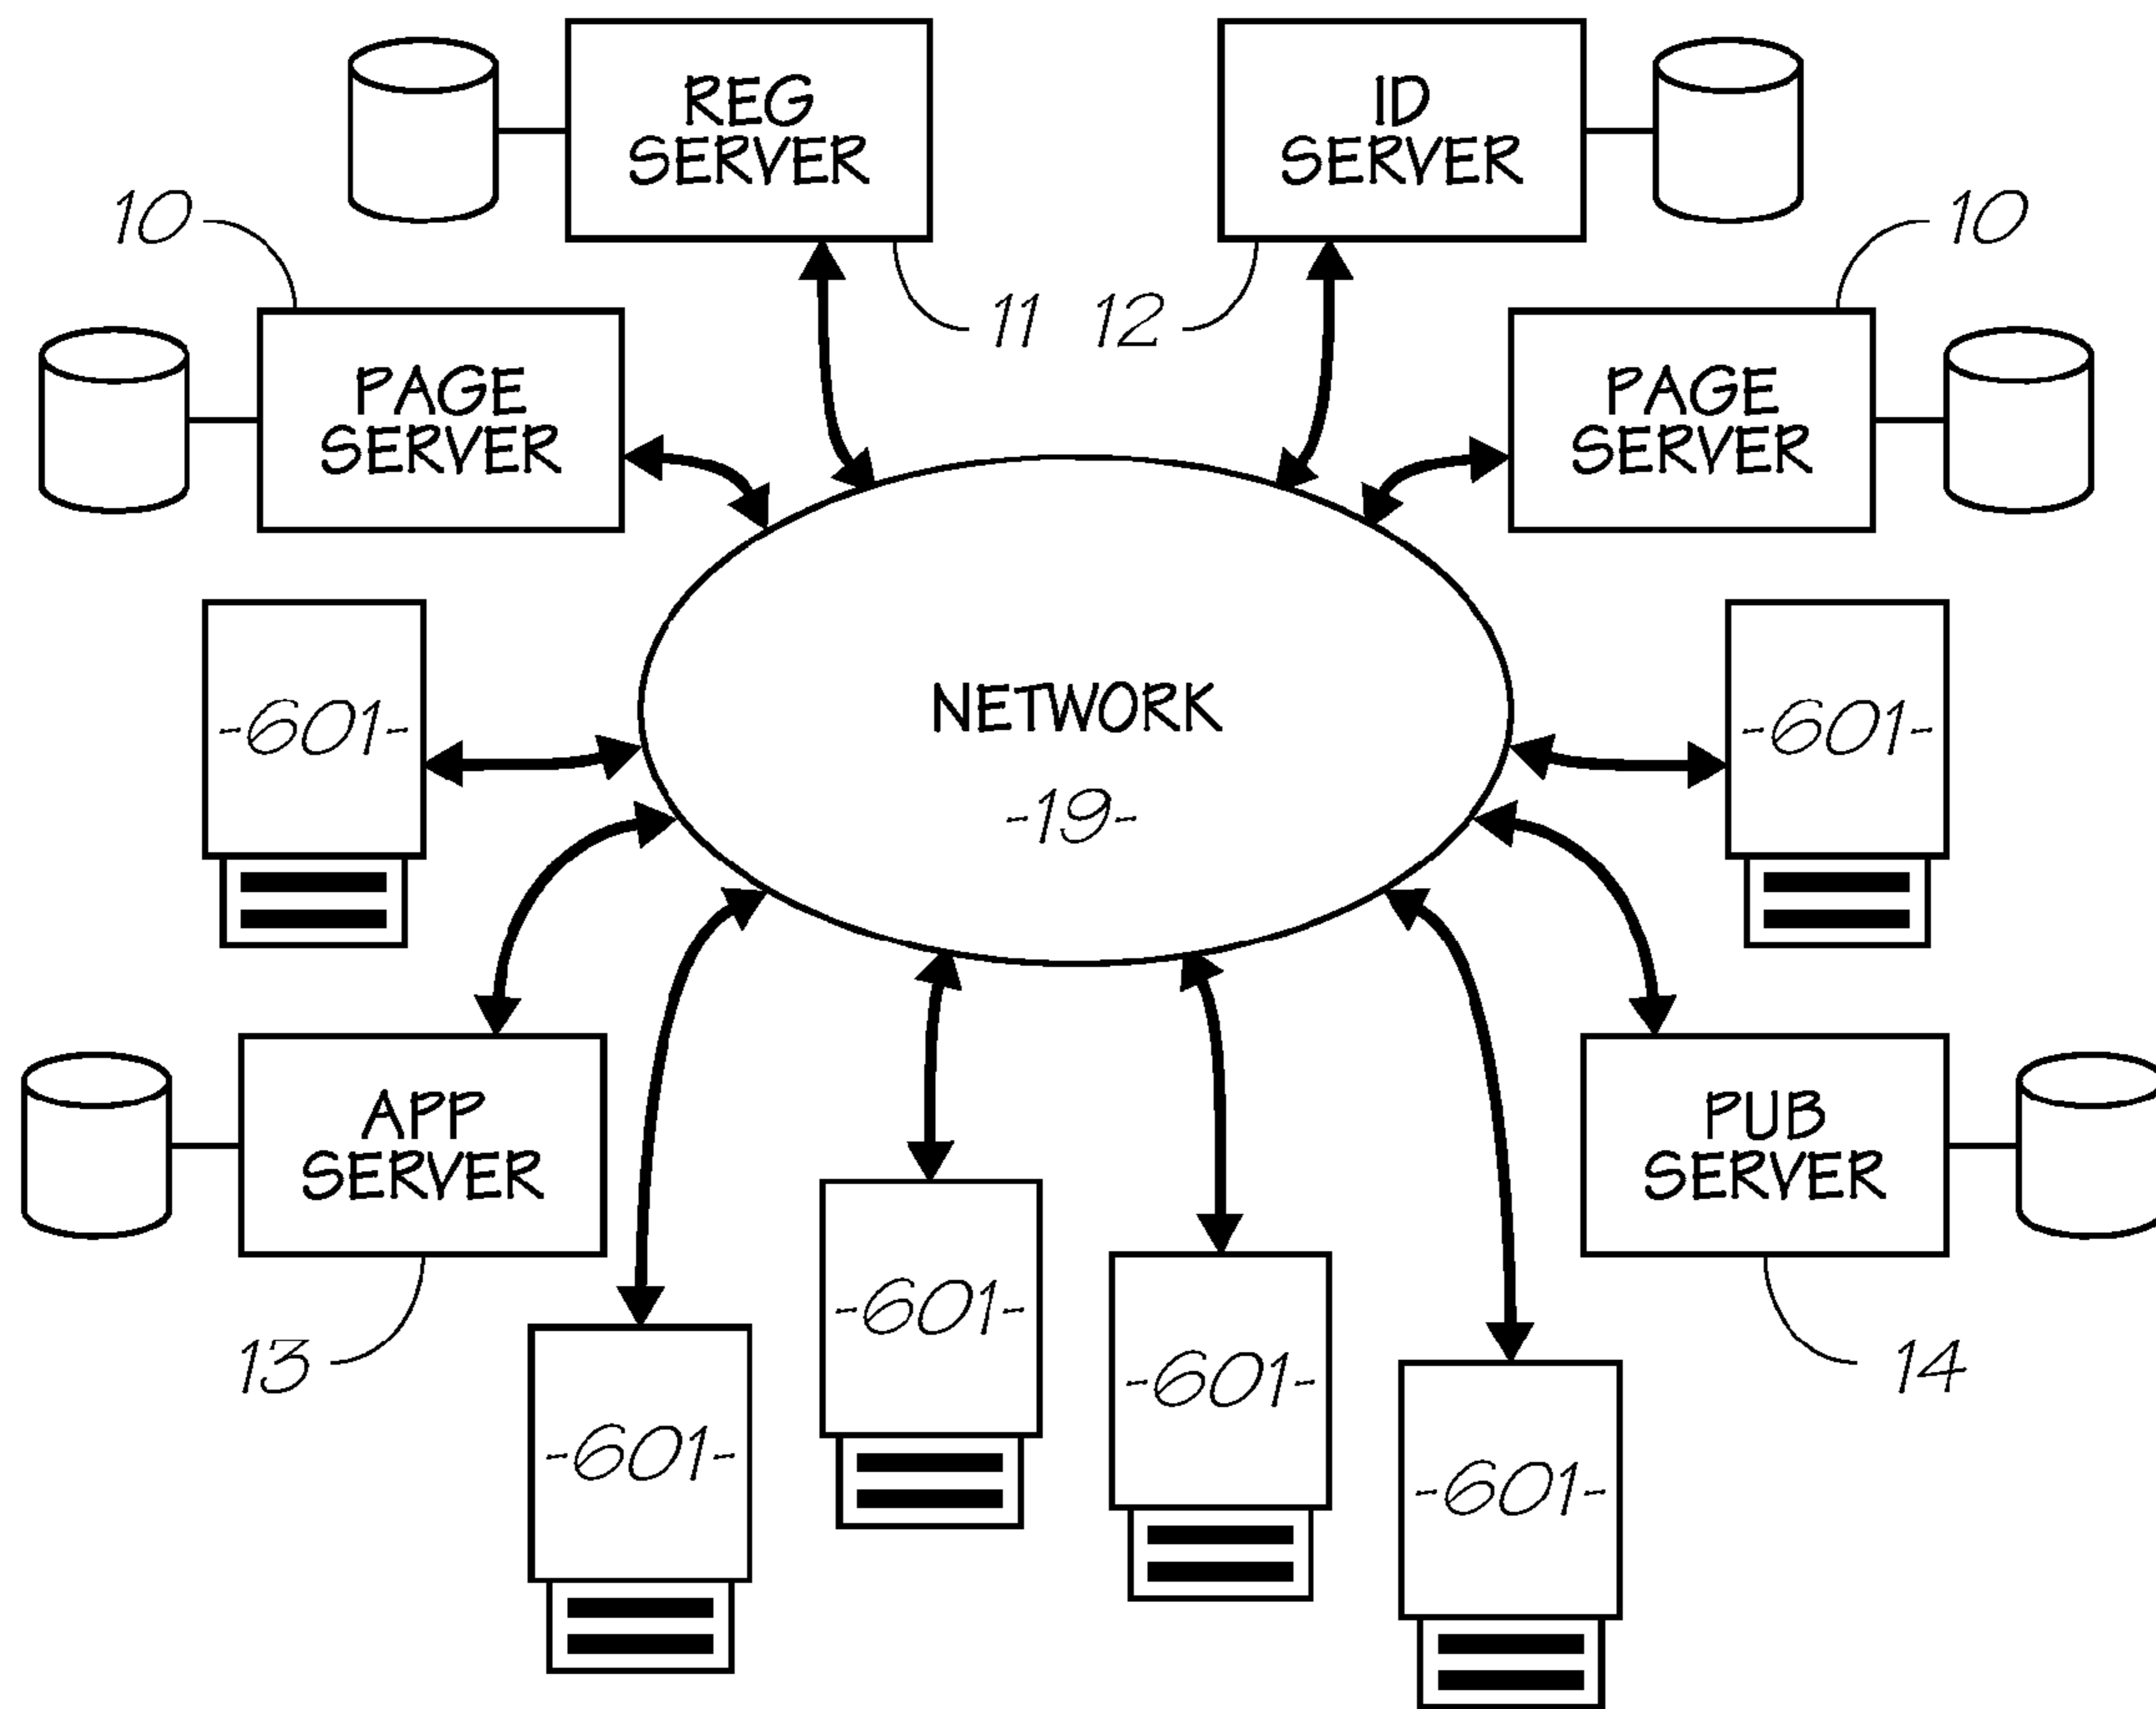 REG
SERVER
ID
SERVER
10
10
11
12
PAGE
SERVER
PAGE
SERVER
-601-
NETWORK
-19-
-601-
APP
SERVER
PUB
SERVER
13
14
-601-
-601-
-601-
-601-